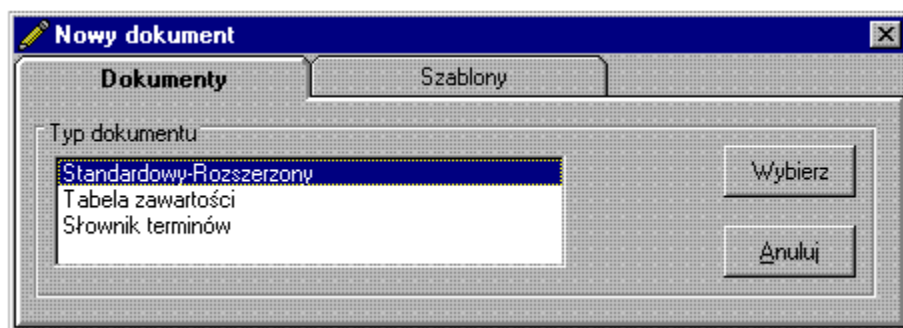 Nowy dokument
Dokumenty
Szablony
Typ dokumentu
Standardowy-Rozszerzony
Tabela zawartości
Słownik terminów
Wybierz
Anuluj